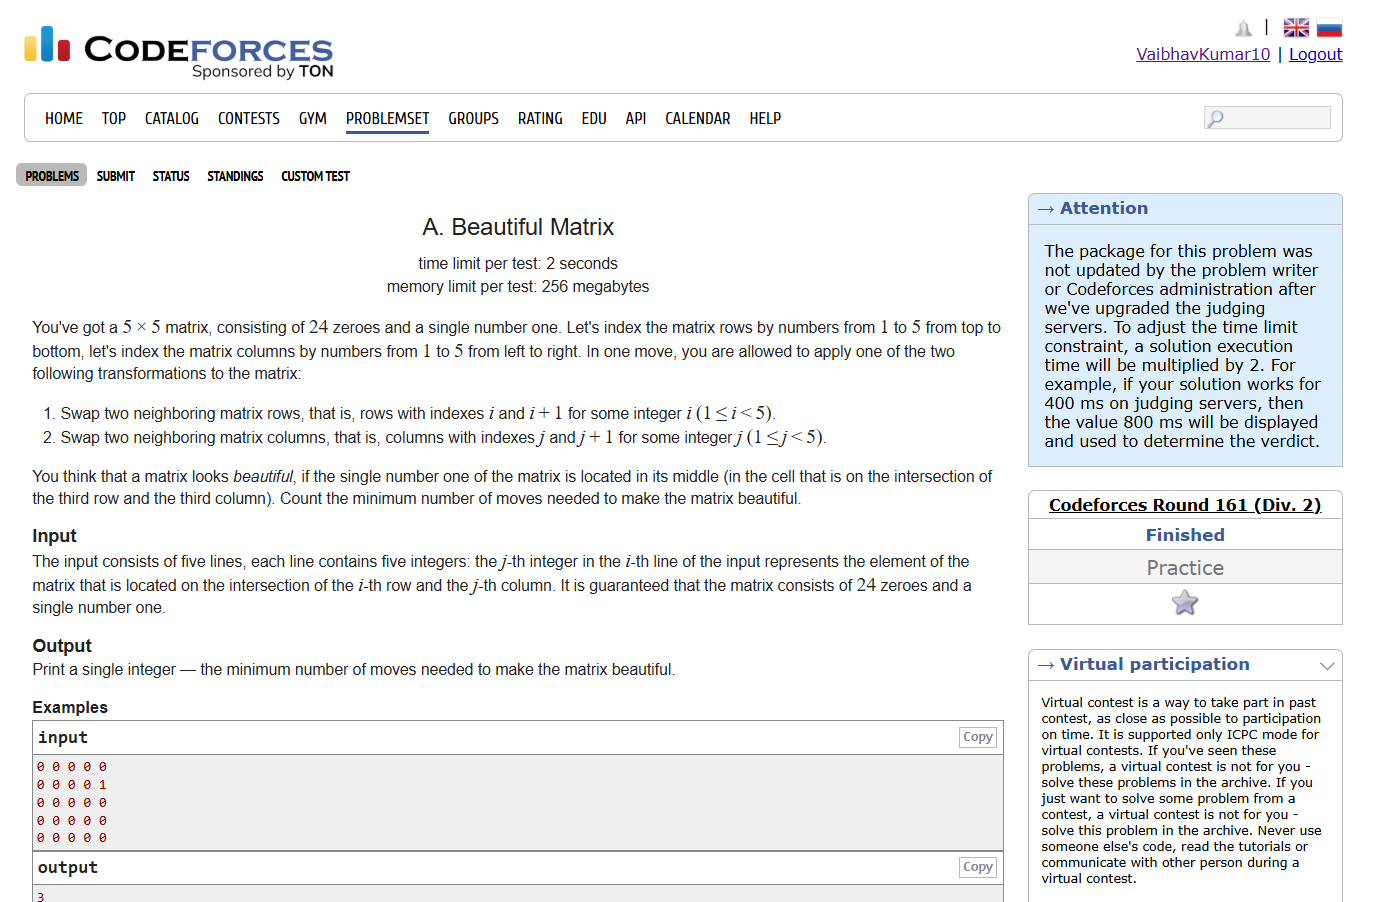 CODEFORCES
Sponsored by TON
|
VaibhavKumar10 | Logout
HOME TOP CATALOG CONTESTS GYM PROBLEMSET GROUPS RATING EDU API CALENDAR HELP
PROBLEMS SUBMIT STATUS STANDINGS CUSTOM TEST
A. Beautiful Matrix
time limit per test: 2 seconds
memory limit per test: 256 megabytes
You've got a 5 × 5 matrix, consisting of 24 zeroes and a single number one. Let's index the matrix rows by numbers from 1 to 5 from top to
bottom, let's index the matrix columns by numbers from 1 to 5 from left to right. In one move, you are allowed to apply one of the two
following transformations to the matrix:
1. Swap two neighboring matrix rows, that is, rows with indexes i and i + 1 for some integer i (1 ≤ i < 5).
2. Swap two neighboring matrix columns, that is, columns with indexes j and j + 1 for some integer j (1 ≤ j < 5).
You think that a matrix looks beautiful, if the single number one of the matrix is located in its middle (in the cell that is on the intersection of
the third row and the third column). Count the minimum number of moves needed to make the matrix beautiful.
Input
The input consists of five lines, each line contains five integers: the j-th integer in the i-th line of the input represents the element of the
matrix that is located on the intersection of the i-th row and the j-th column. It is guaranteed that the matrix consists of 24 zeroes and a
single number one.
Output
Print a single integer — the minimum number of moves needed to make the matrix beautiful.
Examples
input Copy
0 0 0 0 0
0 0 0 0 1
0 0 0 0 0
0 0 0 0 0
0 0 0 0 0
output Copy
3
→ Attention
The package for this problem was
not updated by the problem writer
or Codeforces administration after
we've upgraded the judging
servers. To adjust the time limit
constraint, a solution execution
time will be multiplied by 2. For
example, if your solution works for
400 ms on judging servers, then
the value 800 ms will be displayed
and used to determine the verdict.
Codeforces Round 161 (Div. 2)
Finished
Practice
→ Virtual participation
Virtual contest is a way to take part in past
contest, as close as possible to participation
on time. It is supported only ICPC mode for
virtual contests. If you've seen these
problems, a virtual contest is not for you -
solve these problems in the archive. If you
just want to solve some problem from a
contest, a virtual contest is not for you -
solve this problem in the archive. Never use
someone else's code, read the tutorials or
communicate with other person during a
virtual contest.